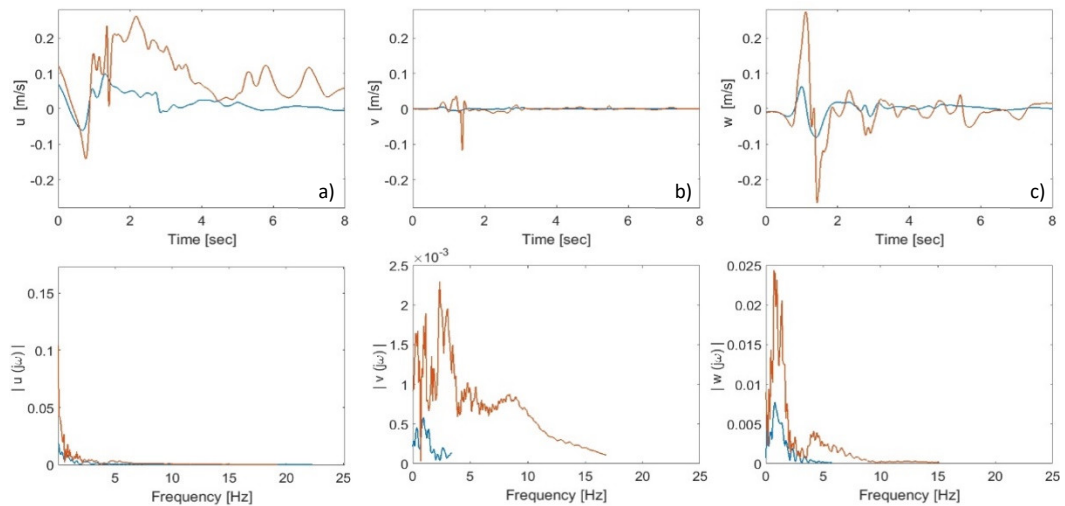 0.2
0.1
0
-0.1
-0.2
u [m/s]
0 2 4 6 8
Time [sec]
a)
0.2
0.1
0
-0.1
-0.2
v [m/s]
0 2 4 6 8
Time [sec]
b)
0.2
0.1
0
-0.1
-0.2
w [m/s]
0 2 4 6 8
Time [sec]
c)
0.15
0.1
0.05
0
| u (jω) |
0 5 10 15 20 25
Frequency [Hz]
× 10⁻³
2.5
2
1.5
1
0.5
0
| v (jω) |
0 5 10 15 20 25
Frequency [Hz]
0.025
0.02
0.015
0.01
0.005
0
| w (jω) |
0 5 10 15 20 25
Frequency [Hz]